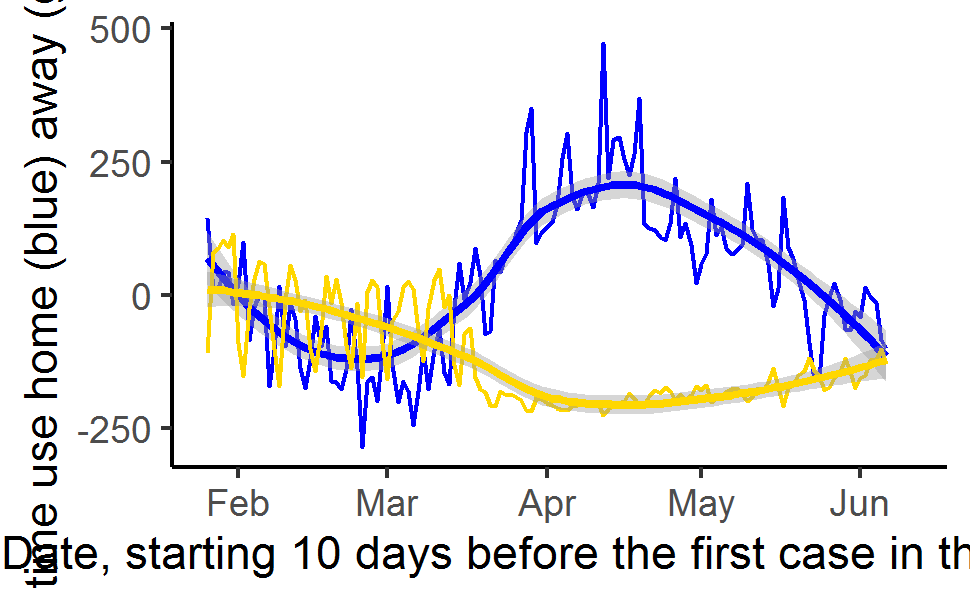 time use home (blue) away (
500
250
0
-250
Feb Mar Apr May Jun
Date, starting 10 days before the first case in th